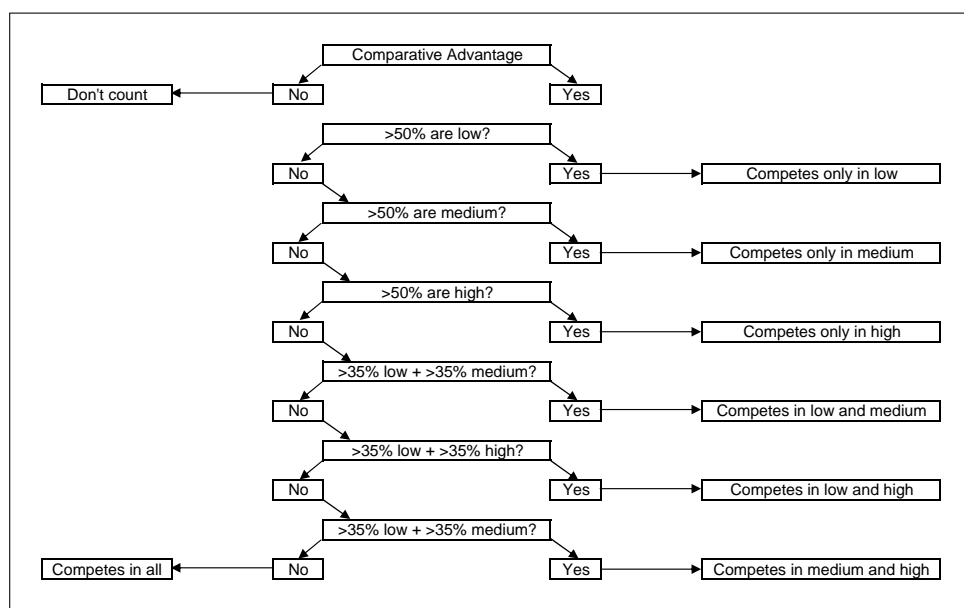 Comparative Advantage
Don't count
No
Yes
>50% are low?
No
Yes
Competes only in low
>50% are medium?
No
Yes
Competes only in medium
>50% are high?
No
Yes
Competes only in high
>35% low + >35% medium?
No
Yes
Competes in low and medium
>35% low + >35% high?
No
Yes
Competes in low and high
>35% low + >35% medium?
Competes in all
No
Yes
Competes in medium and high